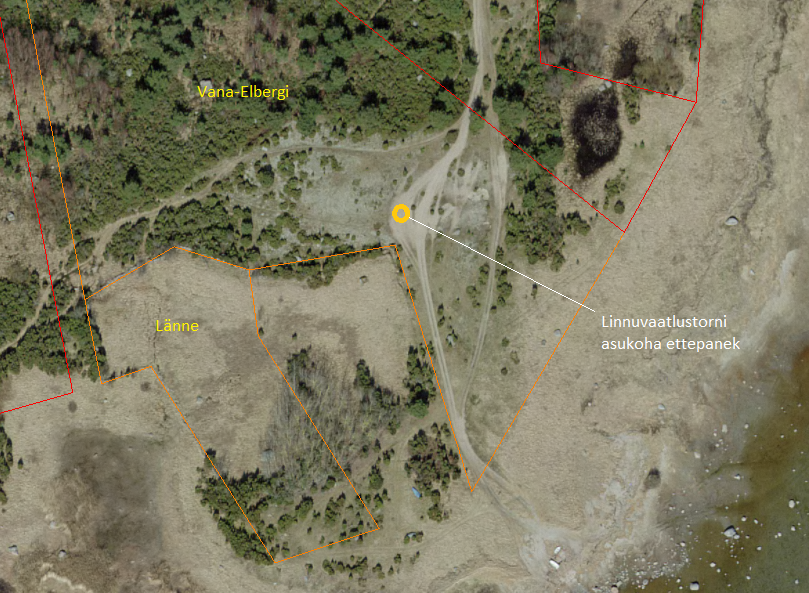 Vana-Elbergi
Länne
Linnuvaatlustorni
asukoha ettepanek